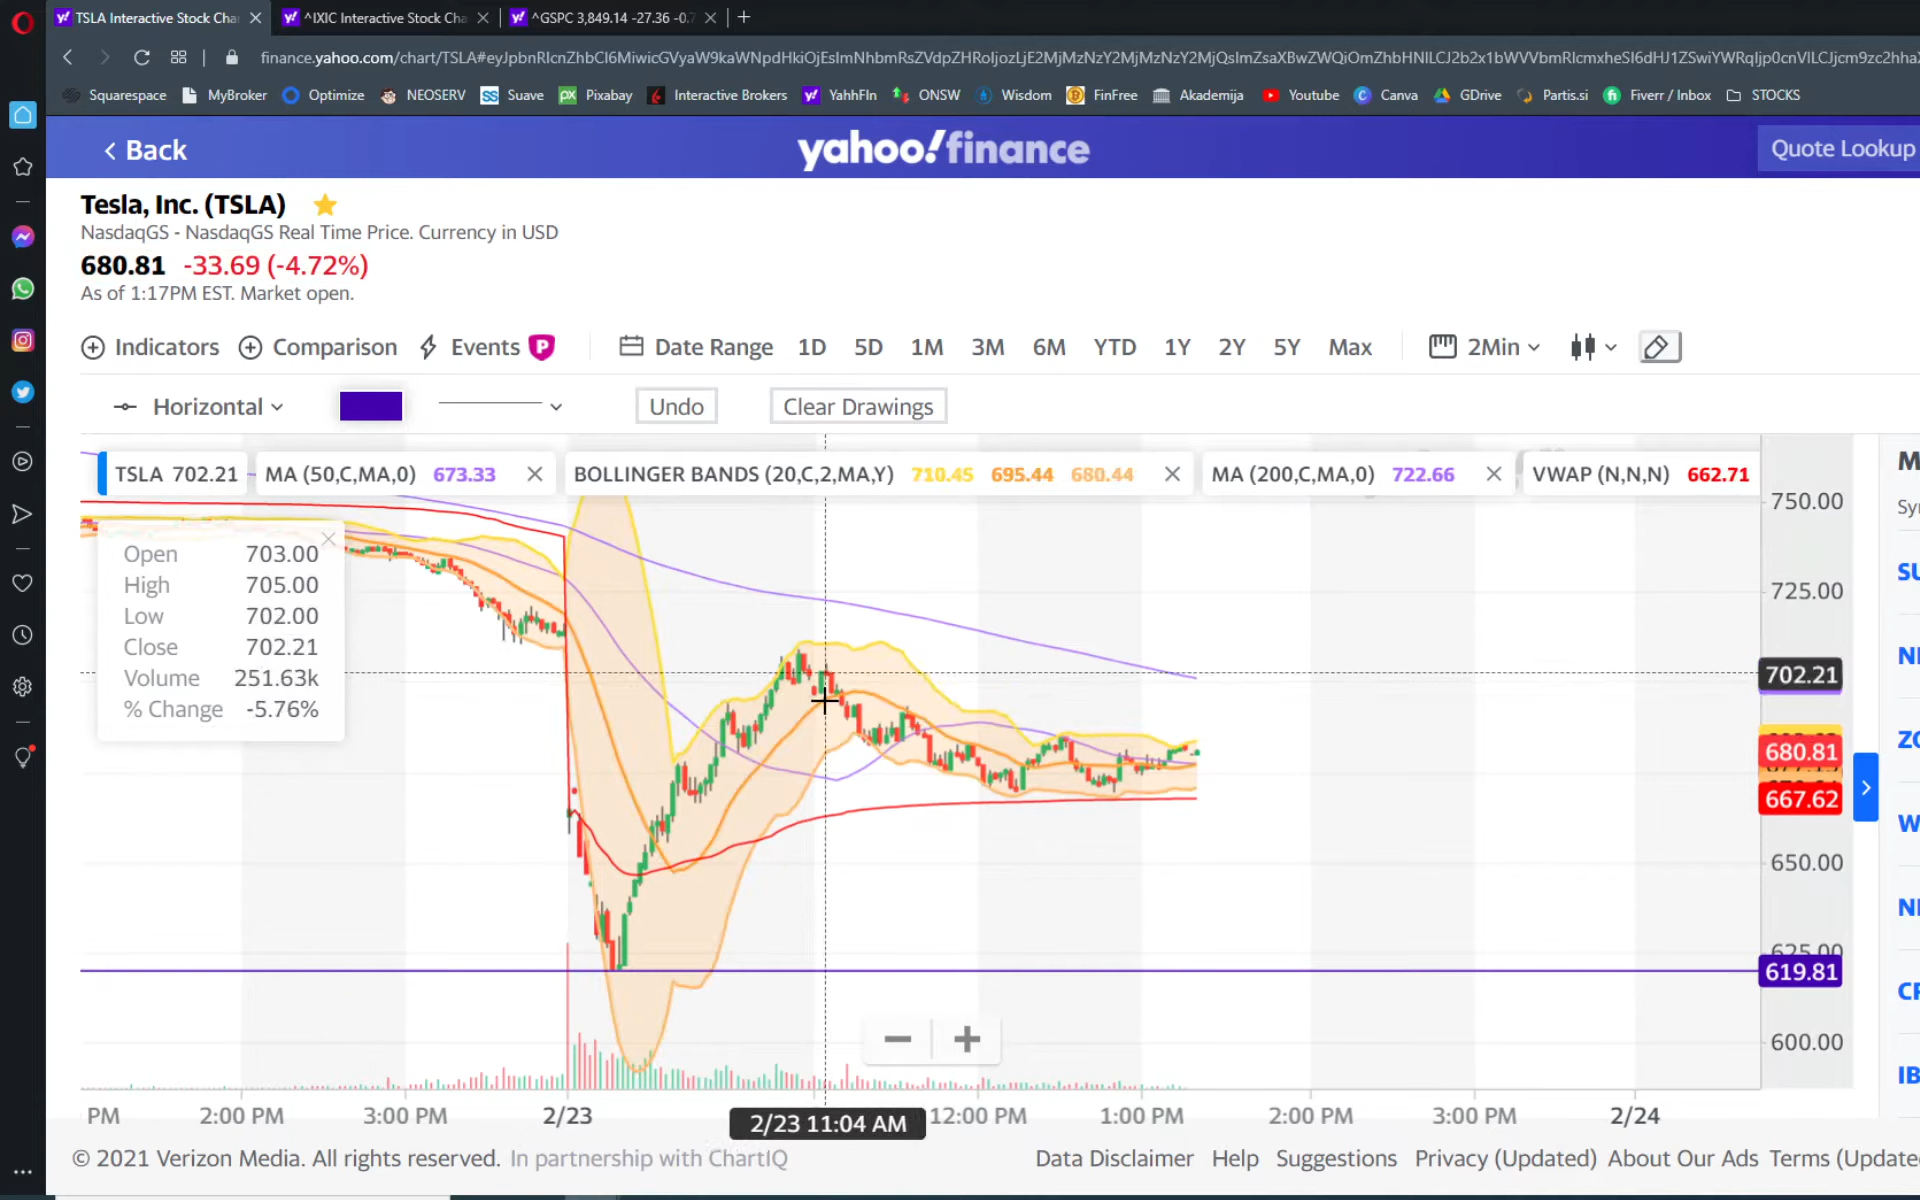 TSLA Interactive Stock Cha
^IXIC Interactive Stock Cha
^GSPC 3,849.14 -27.36 -0.7
Squarespace MyBroker Optimize NEOSERV Suave Pixabay Interactive Brokers YahhFIn ONSW Wisdom FinFree Akademija Youtube Canva GDrive Partis.si Fiverr / Inbox STOCKS
Back
yahoo!finance
Quote Lookup
Tesla, Inc. (TSLA)
NasdaqGS - NasdaqGS Real Time Price. Currency in USD
680.81 -33.69 (-4.72%)
As of 1:17PM EST. Market open.
Indicators Comparison Events P Date Range 1D 5D 1M 3M 6M YTD 1Y 2Y 5Y Max 2Min
Horizontal Undo Clear Drawings
TSLA 702.21 MA (50,C,MA,0) 673.33 BOLLINGER BANDS (20,C,2,MA,Y) 710.45 695.44 680.44 MA (200,C,MA,0) 722.66 VWAP (N,N,N) 662.71
Open 703.00
High 705.00
Low 702.00
Close 702.21
Volume 251.63k
% Change -5.76%
750.00
725.00
702.21
680.81
667.62
650.00
625.00
619.81
600.00
PM 2:00 PM 3:00 PM 2/23 2/23 11:04 AM 12:00 PM 1:00 PM 2:00 PM 3:00 PM 2/24
© 2021 Verizon Media. All rights reserved. In partnership with ChartIQ
Data Disclaimer Help Suggestions Privacy (Updated) About Our Ads Terms (Update